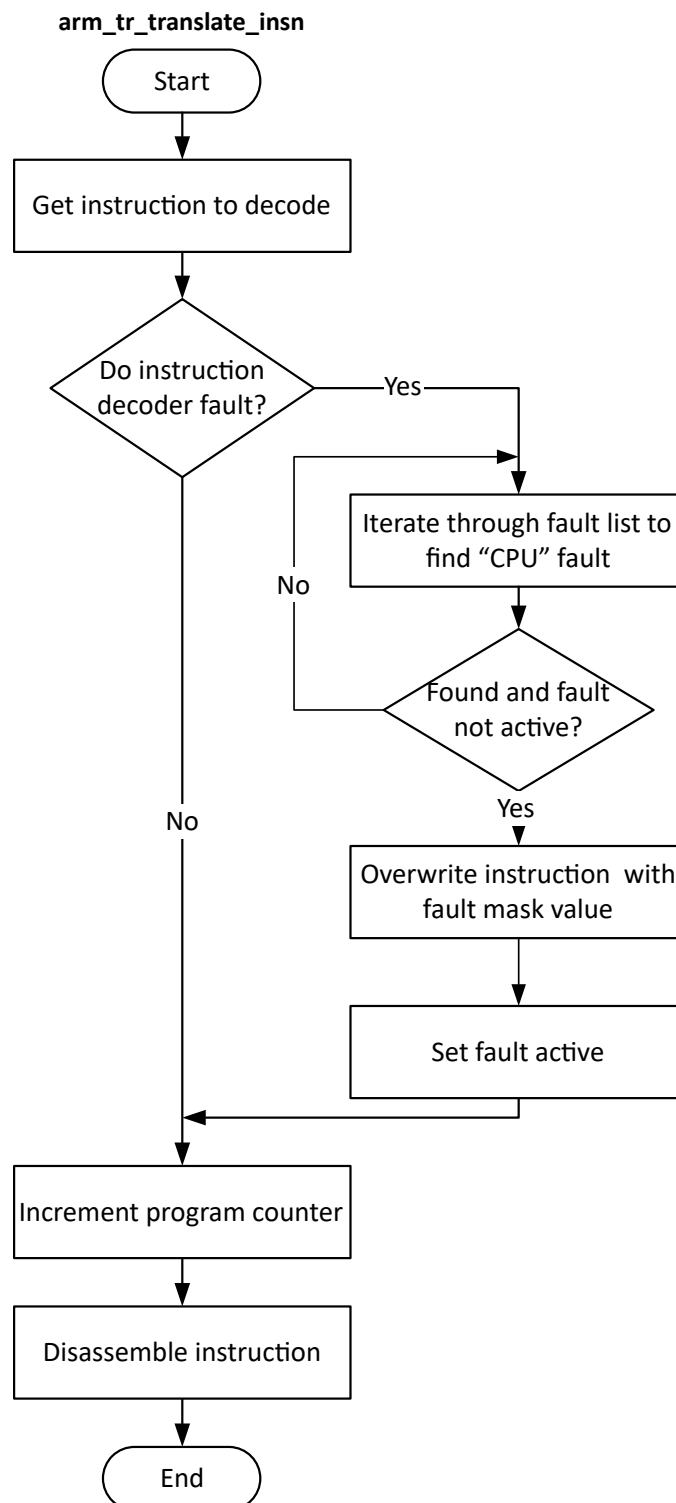 arm_tr_translate_insn
Start
Get instruction to decode
Do instruction
decoder fault?
Yes
Iterate through fault list to
find “CPU” fault
No
Found and fault
not active?
Yes
No
Overwrite instruction  with
fault mask value
Set fault active
Increment program counter
Disassemble instruction
End